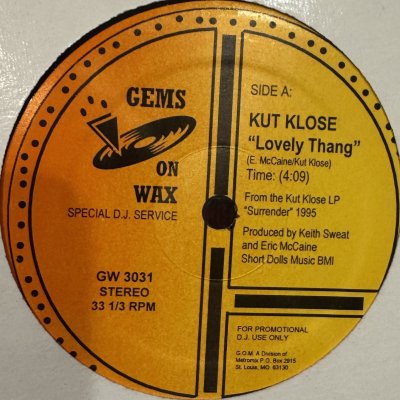 GEMS
ON
WAX
SPECIAL D.J. SERVICE
GW 3031
STEREO
33 1/3 RPM
SIDE A:
KUT KLOSE
“Lovely Thang”
(E. McCaine/Kut Klose)
Time: (4:09)
From the Kut Klose LP
“Surrender” 1995
Produced by Keith Sweat
and Eric McCaine
Short Dolls Music BMI
FOR PROMOTIONAL
D.J. USE ONLY
G.O.M. A Division of
Metromix P.O. Box 2915
St. Louis, MO. 63130